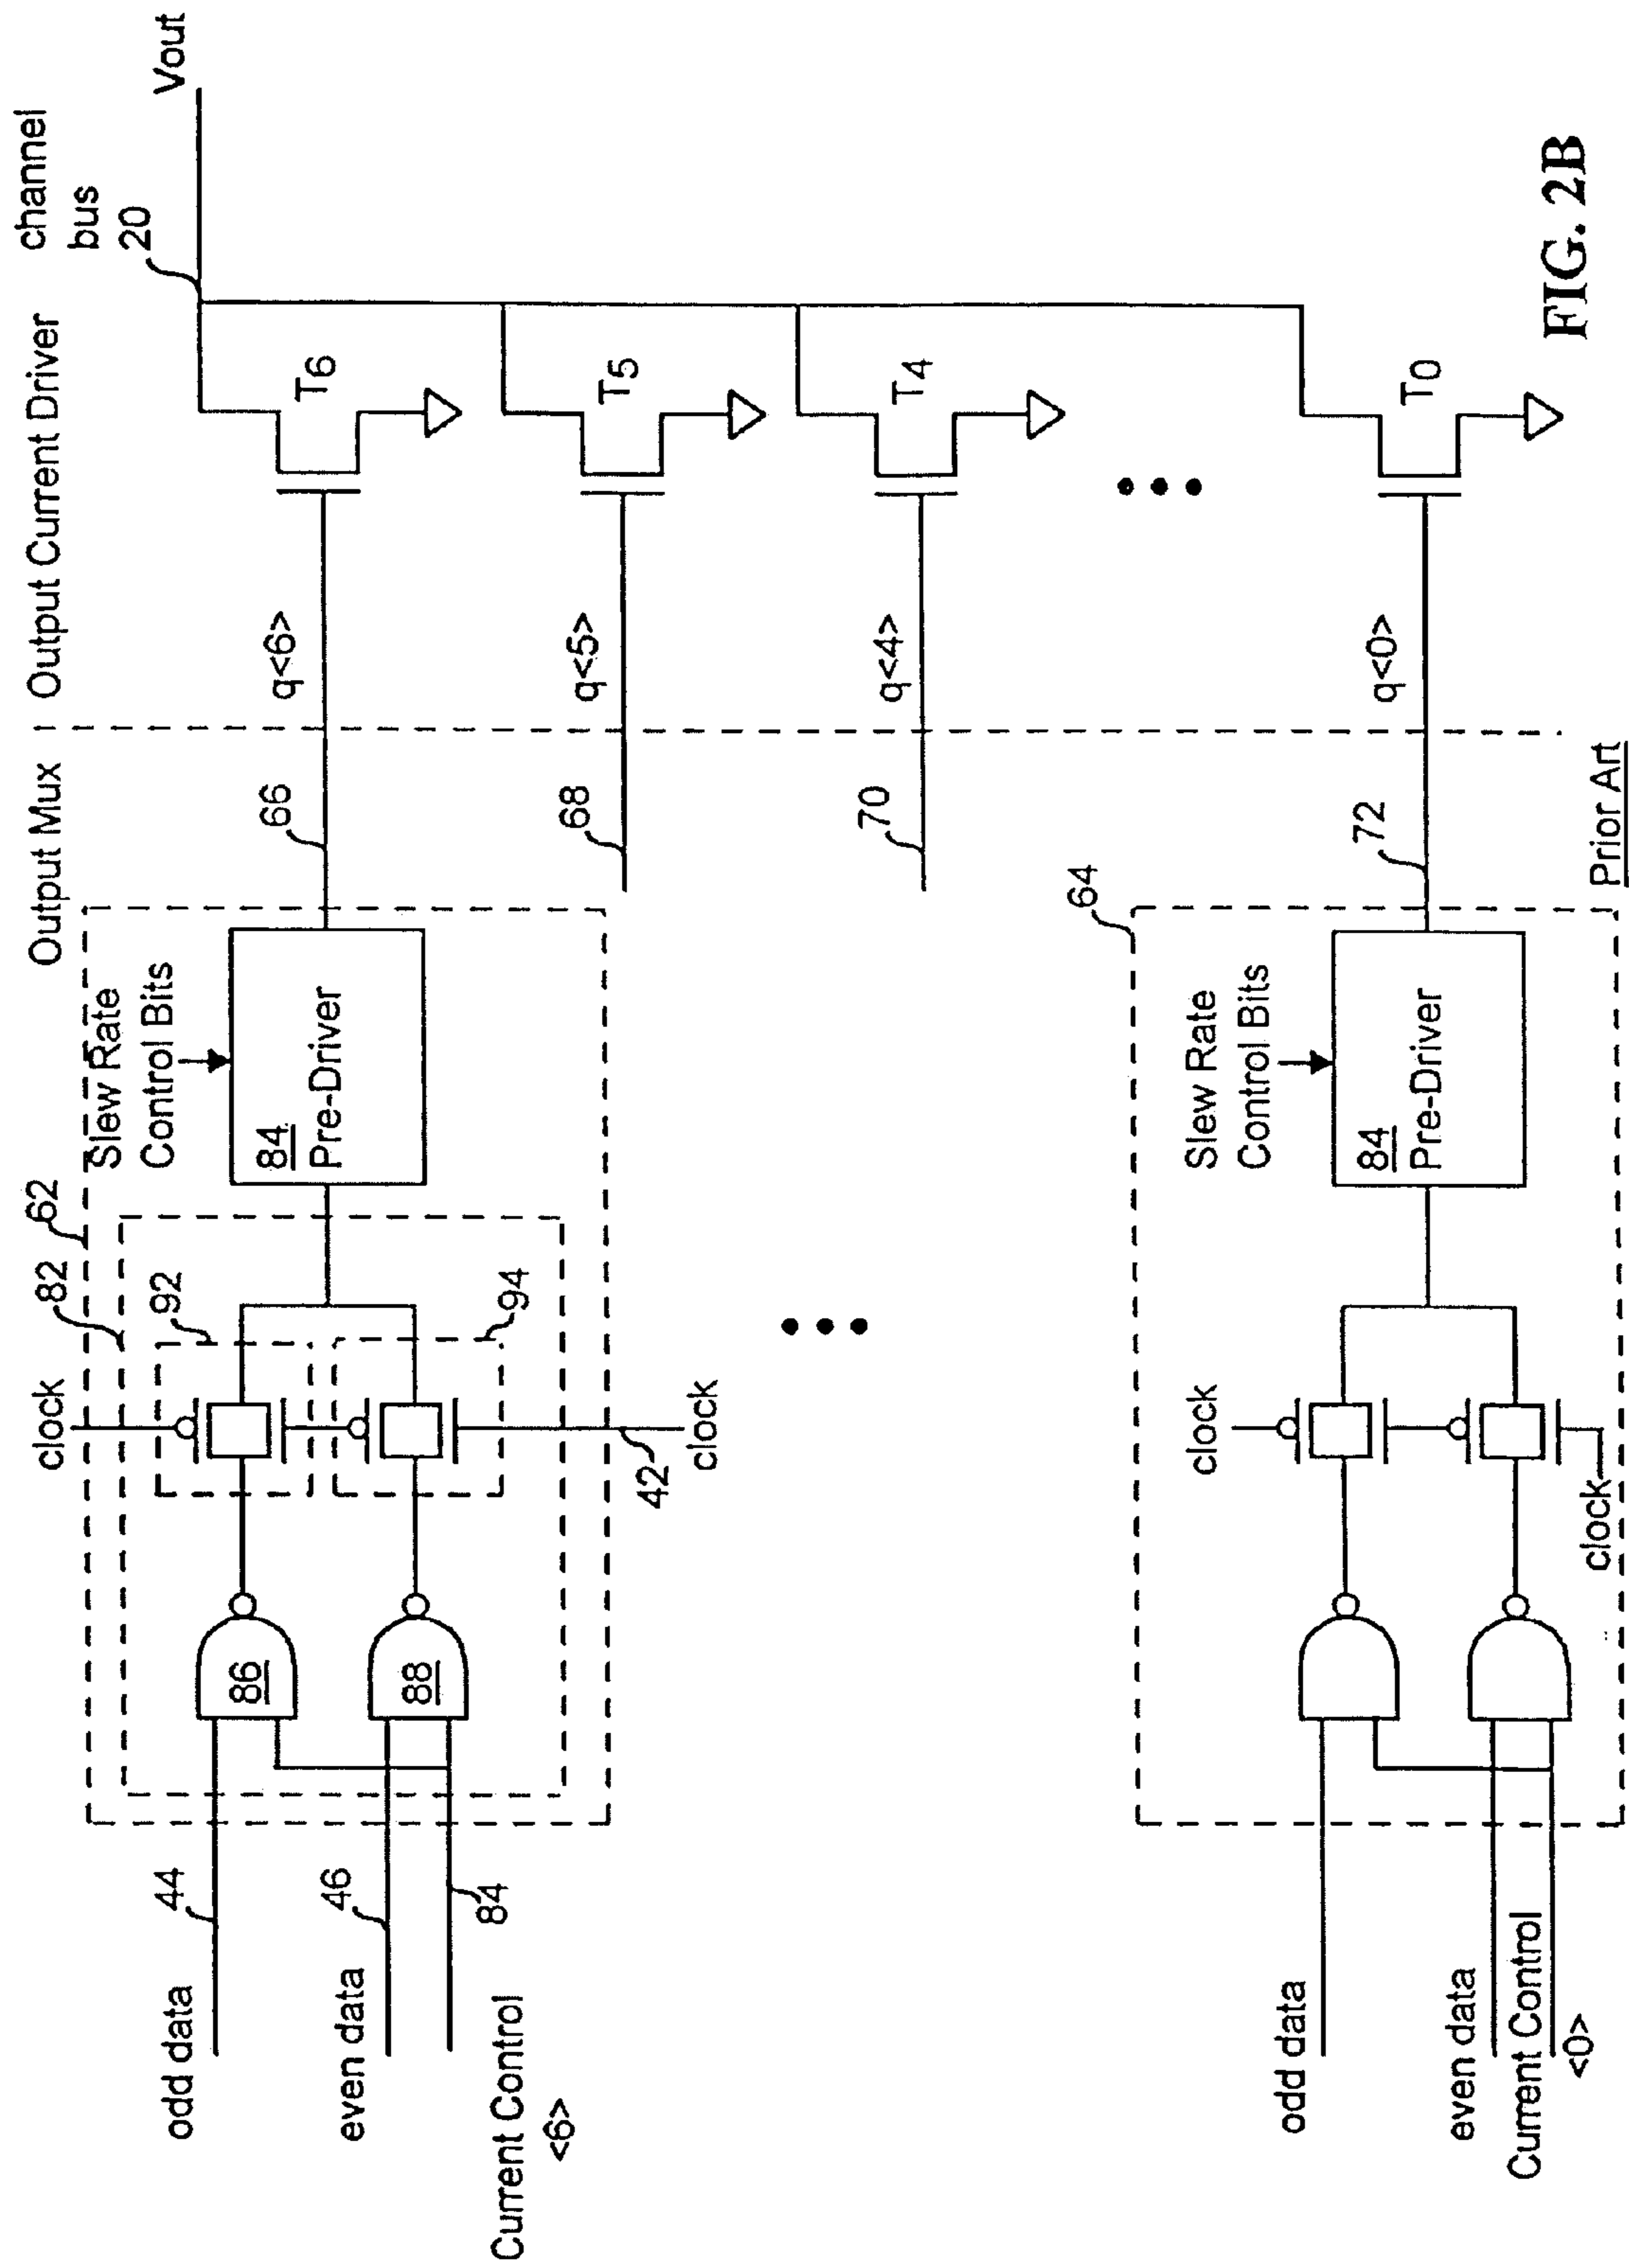 Output Mux
Output Current Driver
channel
bus
20
Vout
62
82
clock
92
94
42
clock
Slew Rate
Control Bits
84
Pre-Driver
86
88
44
odd data
46
even data
84
Current Control
<6>
66
q<6>
T6
68
q<5>
T5
70
q<4>
T4
64
clock
clock
Slew Rate
Control Bits
84
Pre-Driver
odd data
even data
Current Control
<0>
72
q<0>
T0
Prior Art
FIG. 2B